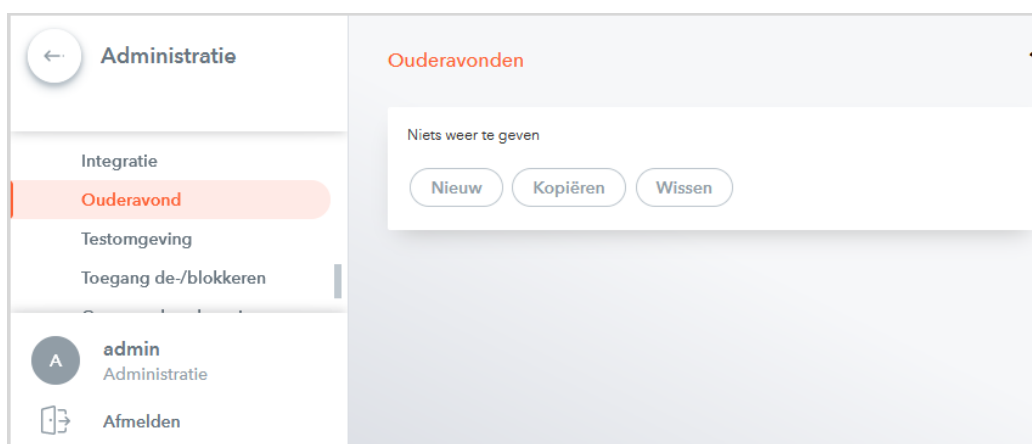 Administratie
Integratie
Ouderavond
Testomgeving
Toegang de-/blokkeren
A
admin
Administratie
Afmelden
Ouderavonden
Niets weer te geven
Nieuw Kopiëren Wissen